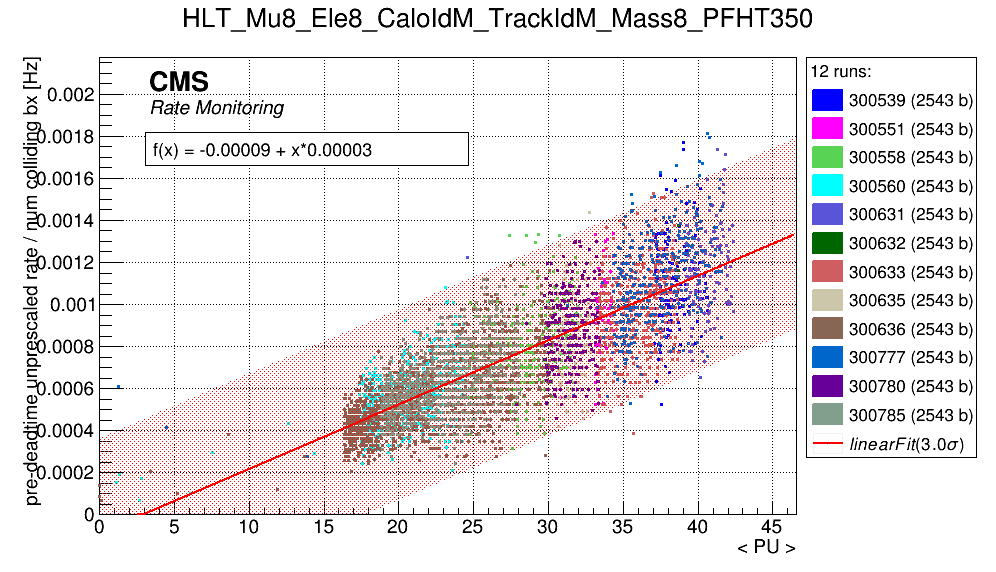 HLT_Mu8_Ele8_CaloIdM_TrackIdM_Mass8_PFHT350
pre-deadtime unprescaled rate / num colliding bx [Hz]
CMS
Rate Monitoring
f(x) = -0.00009 + x*0.00003
0.002
0.0018
0.0016
0.0014
0.0012
0.001
0.0008
0.0006
0.0004
0.0002
0
0 5 10 15 20 25 30 35 40 45
< PU >
12 runs:
300539 (2543 b)
300551 (2543 b)
300558 (2543 b)
300560 (2543 b)
300631 (2543 b)
300632 (2543 b)
300633 (2543 b)
300635 (2543 b)
300636 (2543 b)
300777 (2543 b)
300780 (2543 b)
300785 (2543 b)
linearFit(3.0σ)